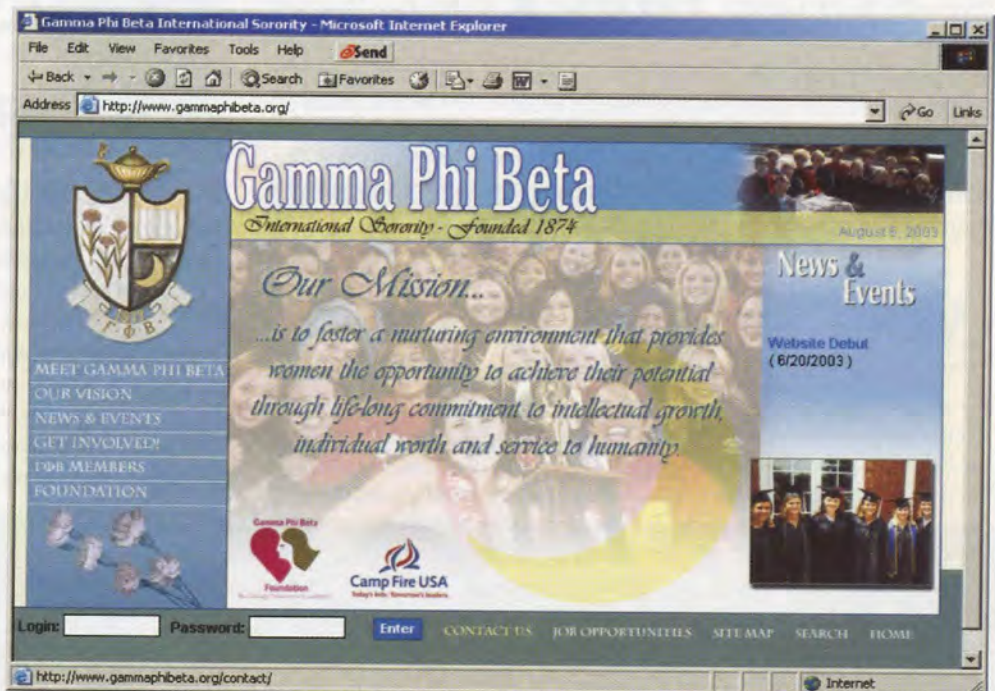 Gamma Phi Beta International Sorority - Microsoft Internet Explorer
File Edit View Favorites Tools Help Send
Back Search Favorites
Address http://www.gammaphibeta.org/ Go Links
Gamma Phi Beta
International Sorority - Founded 1874
August 6, 2003
Our Mission...
...is to foster a nurturing environment that provides
women the opportunity to achieve their potential
through life-long commitment to intellectual growth,
individual worth and service to humanity.
News &
Events
Website Debut
( 6/20/2003 )
ΓΦΒ
MEET GAMMA PHI BETA
OUR VISION
NEWS & EVENTS
GET INVOLVED!
ΓΦΒ MEMBERS
FOUNDATION
Gamma Phi Beta
Foundation
Camp Fire USA
Today's kids. Tomorrow's leaders.
Login: Password: Enter CONTACT US JOB OPPORTUNITIES SITE MAP SEARCH HOME
http://www.gammaphibeta.org/contact/ Internet